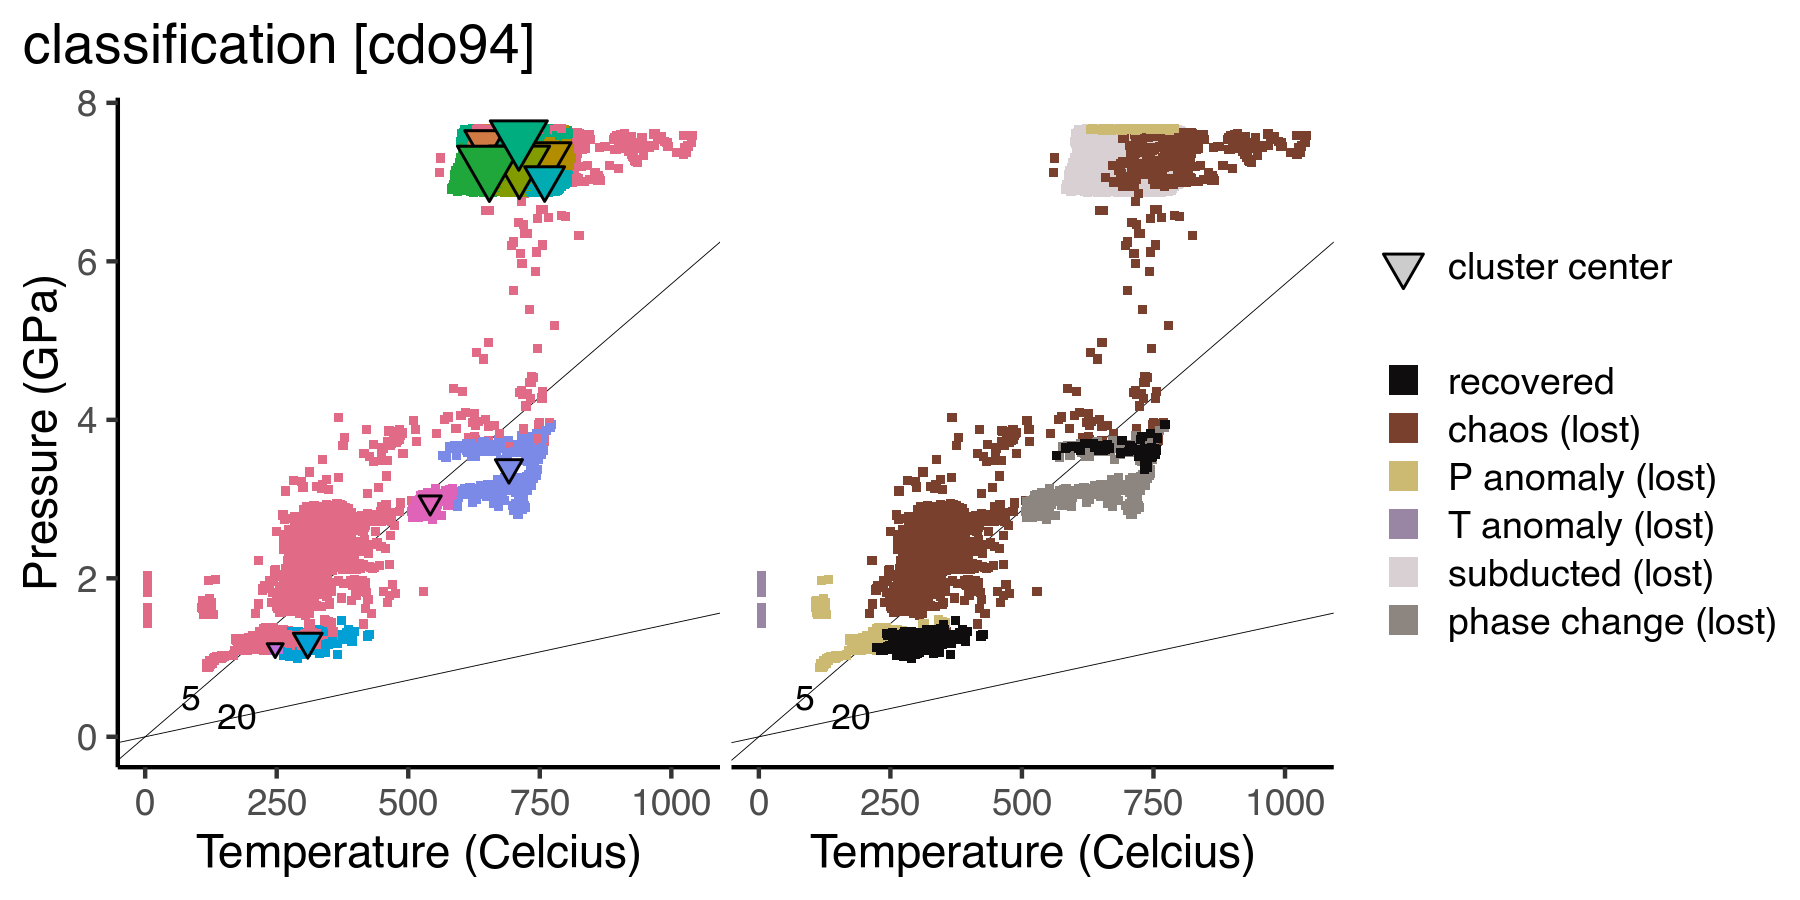 classification [cdo94]
8
6
4
2
0
Pressure (GPa)
5
20
5
20
0 250 500 750 1000
0 250 500 750 1000
Temperature (Celcius)
Temperature (Celcius)
cluster center
recovered
chaos (lost)
P anomaly (lost)
T anomaly (lost)
subducted (lost)
phase change (lost)